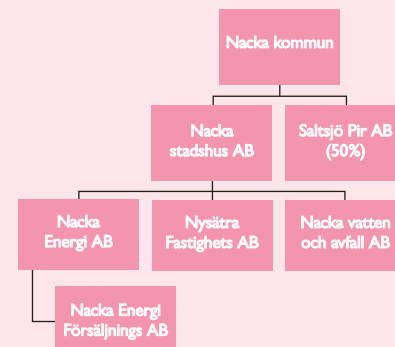 Nacka kommun
Nacka
stadshus AB
Saltsjö Pir AB
(50%)
Nacka
Energi AB
Nysätra
Fastighets AB
Nacka vatten
och avfall AB
Nacka Energi
Försäljnings AB